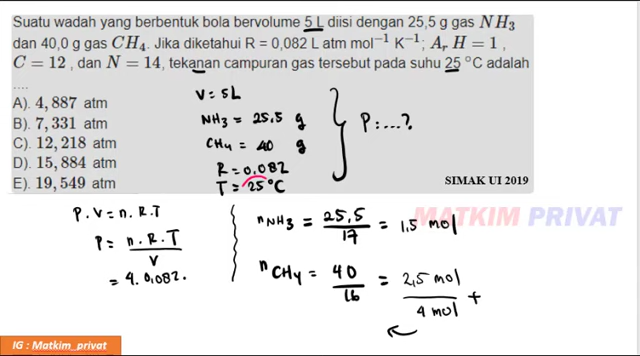 Suatu wadah yang berbentuk bola bervolume 5 L diisi dengan 25,5 g gas NH₃
dan 40,0 g gas CH₄. Jika diketahui R = 0,082 L atm mol⁻¹ K⁻¹; Aᵣ H = 1 ,
C = 12 , dan N = 14, tekanan campuran gas tersebut pada suhu 25 °C adalah
....
A). 4,887 atm
B). 7,331 atm
C). 12,218 atm
D). 15,884 atm
E). 19,549 atm
V = 5L
NH₃ = 25.5 g
CH₄ = 40 g
R = 0.082
T = 25°C
P : ...?
SIMAK UI 2019
P.V = n.R.T
P = n.R.T
V
= 4.0.082.
nNH₃ = 25.5 = 1,5 mol
17
nCH₄ = 40 = 2,5 mol
16
4 mol +
MATKIM PRIVAT
IG : Matkim_privat